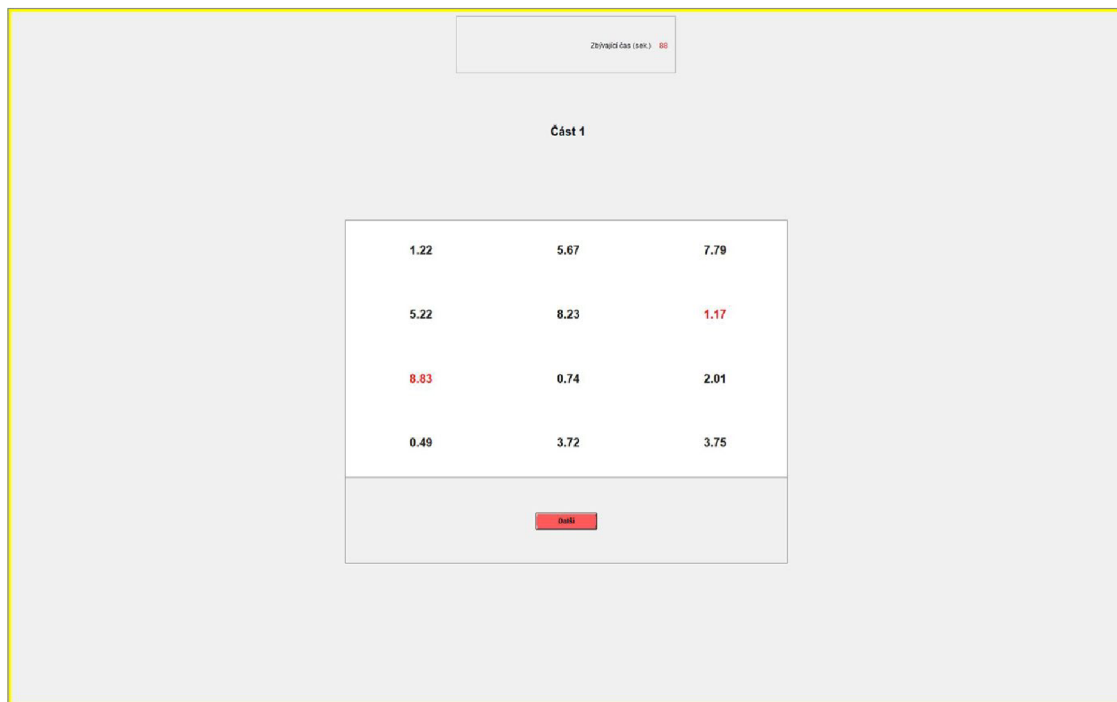 Zbývající čas (sek.) 88
Část 1
1.22 5.67 7.79
5.22 8.23 1.17
8.83 0.74 2.01
0.49 3.72 3.75
Další